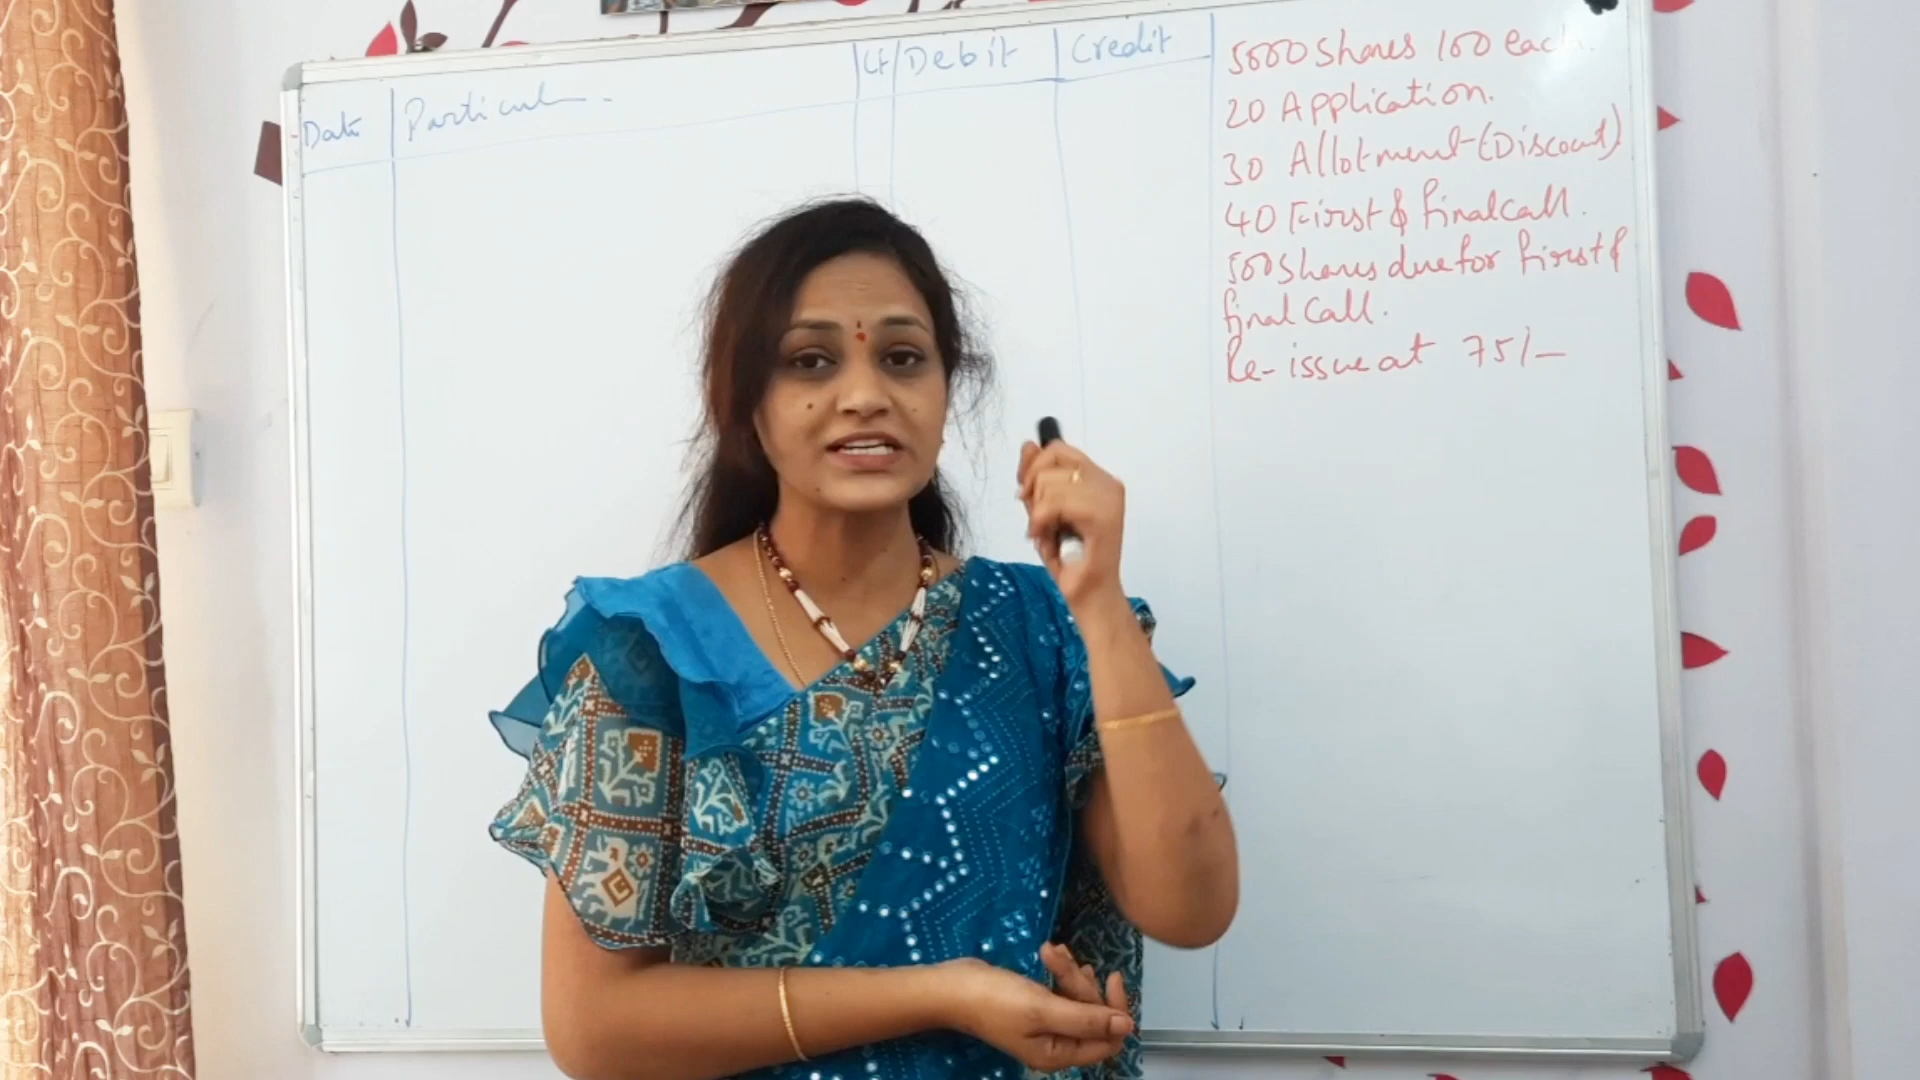 Date Particul Lf Debit Credit
5000 Shares 100 each.
20 Application.
30 Allotment (Discount)
40 First & final call.
500 Shares due for first &
final call.
Re-issue at 75/-